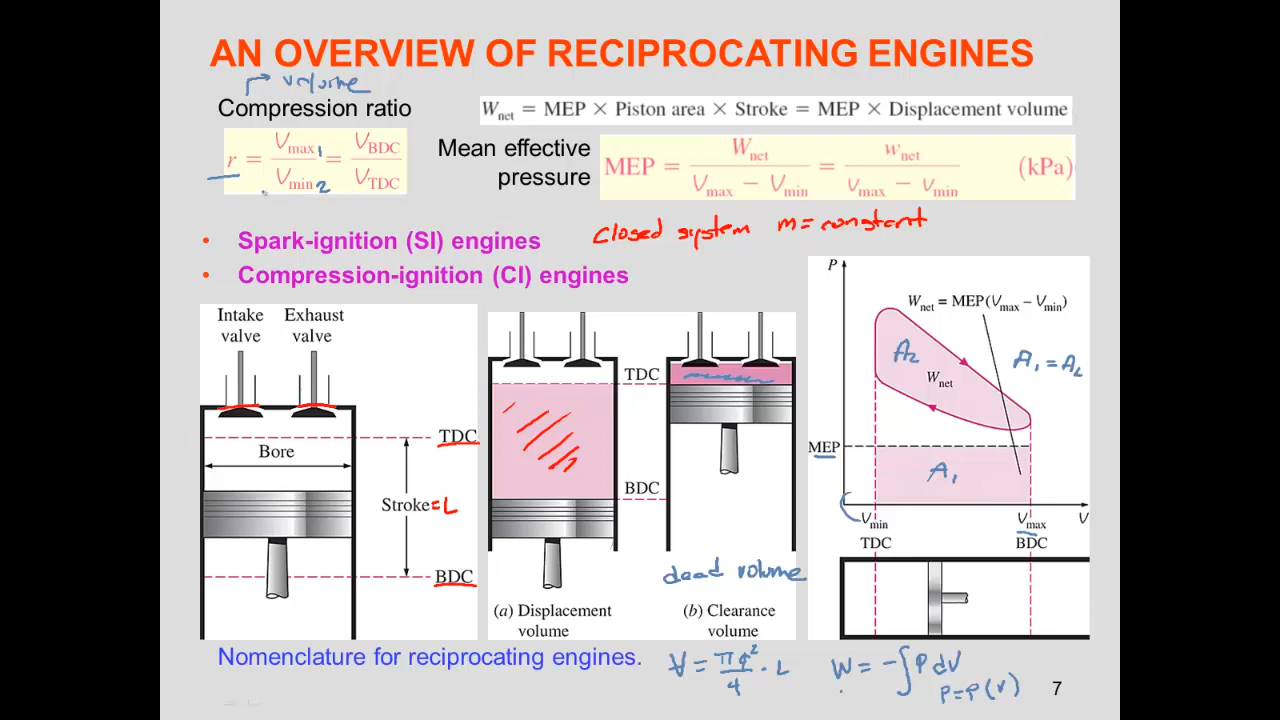 AN OVERVIEW OF RECIPROCATING ENGINES
volume
Compression ratio
r = Vmax 1 / Vmin 2 = VBDC / VTDC
Wnet = MEP × Piston area × Stroke = MEP × Displacement volume
Mean effective
pressure
MEP = Wnet / (Vmax − Vmin) = wnet / (vmax − vmin) (kPa)
closed system m = constant
• Spark-ignition (SI) engines
• Compression-ignition (CI) engines
Intake
valve
Exhaust
valve
TDC
Bore
Stroke = L
BDC
TDC
BDC
(a) Displacement
volume
dead volume
(b) Clearance
volume
P
Wnet = MEP(Vmax − Vmin)
A2
A1 = A2
Wnet
MEP
A1
Vmin
Vmax
V
TDC
BDC
Nomenclature for reciprocating engines.
V = πϕ²/4 · L
W = −∫ P dV
P = P(V)
7